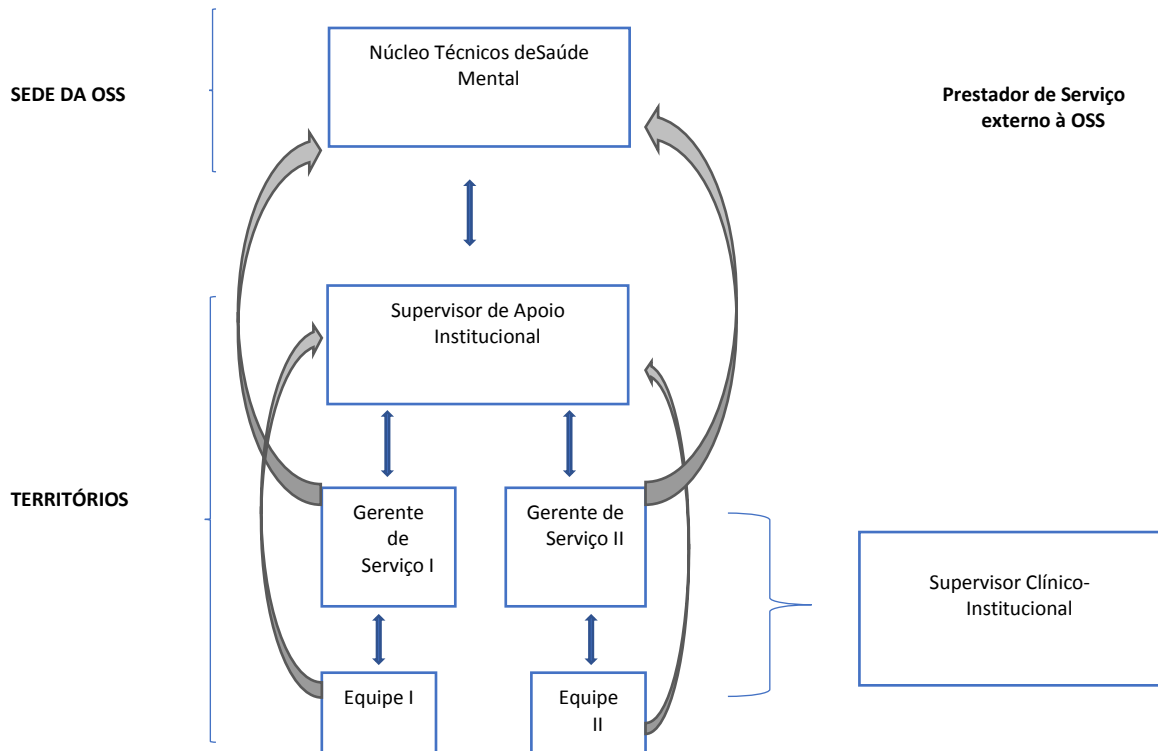 Núcleo Técnicos deSaúde
Mental
SEDE DA OSS
Prestador de Serviço
externo à OSS
Supervisor de Apoio
Institucional
TERRITÓRIOS
Gerente
de
Serviço I
Gerente de
Serviço II
Supervisor Clínico-
Institucional
Equipe I
Equipe
II